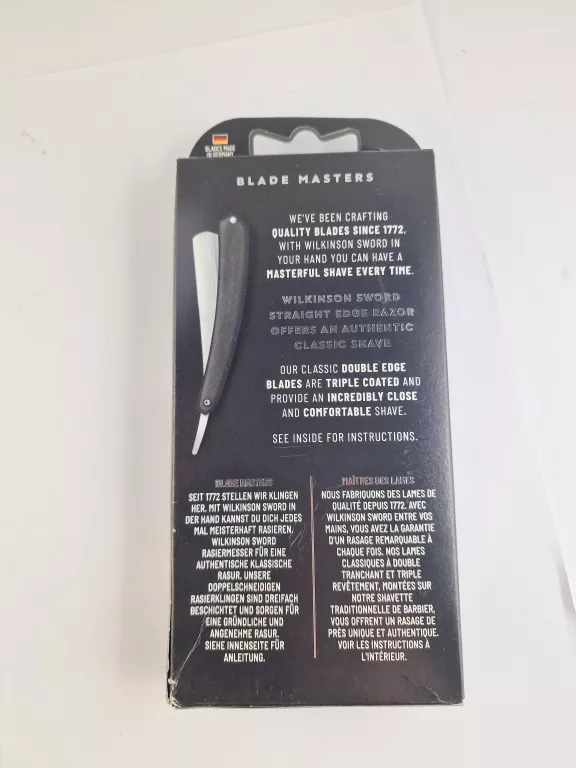 BLADES MADE
IN GERMANY
BLADE MASTERS
WE'VE BEEN CRAFTING
QUALITY BLADES SINCE 1772,
WITH WILKINSON SWORD IN
YOUR HAND YOU CAN HAVE A
MASTERFUL SHAVE EVERY TIME.
WILKINSON SWORD
STRAIGHT EDGE RAZOR
OFFERS AN AUTHENTIC
CLASSIC SHAVE
OUR CLASSIC DOUBLE EDGE
BLADES ARE TRIPLE COATED AND
PROVIDE AN INCREDIBLY CLOSE
AND COMFORTABLE SHAVE.
SEE INSIDE FOR INSTRUCTIONS.
BLADE MASTERS
SEIT 1772 STELLEN WIR KLINGEN
HER. MIT WILKINSON SWORD IN
DER HAND KANNST DU DICH JEDES
MAL MEISTERHAFT RASIEREN.
WILKINSON SWORD
RASIERMESSER FÜR EINE
AUTHENTISCHE KLASSISCHE
RASUR. UNSERE
DOPPELSCHNEIDIGEN
RASIERKLINGEN SIND DREIFACH
BESCHICHTET UND SORGEN FÜR
EINE GRÜNDLICHE UND
ANGENEHME RASUR.
SIEHE INNENSEITE FÜR
ANLEITUNG.
MAÎTRES DES LAMES
NOUS FABRIQUONS DES LAMES DE
QUALITÉ DEPUIS 1772. AVEC
WILKINSON SWORD ENTRE VOS
MAINS, VOUS AVEZ LA GARANTIE
D'UN RASAGE REMARQUABLE À
CHAQUE FOIS. NOS LAMES
CLASSIQUES À DOUBLE
TRANCHANT ET TRIPLE
REVÊTEMENT, MONTÉES SUR
NOTRE SHAVETTE
TRADITIONNELLE DE BARBIER,
VOUS OFFRENT UN RASAGE DE
PRÈS UNIQUE ET AUTHENTIQUE.
VOIR LES INSTRUCTIONS À
L'INTÉRIEUR.